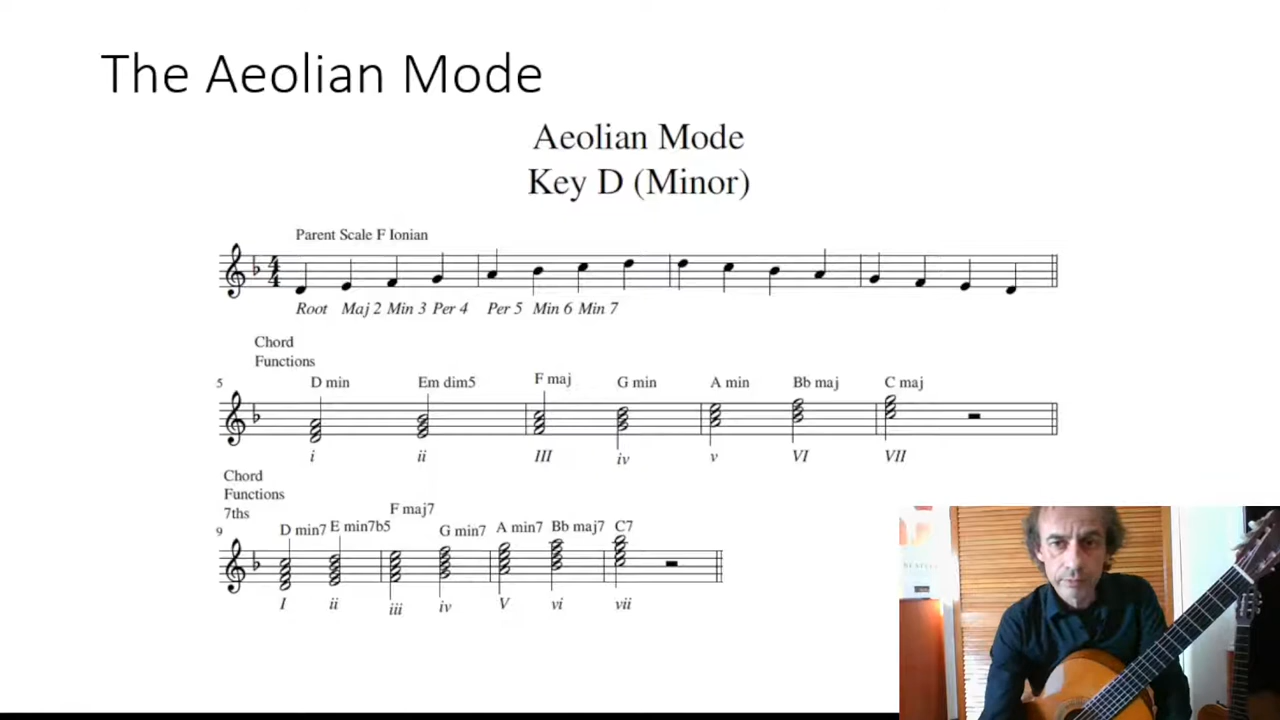 The Aeolian Mode
Aeolian Mode
Key D (Minor)
Parent Scale F Ionian
4
4
Root Maj 2 Min 3 Per 4 Per 5 Min 6 Min 7
Chord
Functions
5
D min Em dim5 F maj G min A min Bb maj C maj
i ii III iv v VI VII
Chord
Functions
7ths
9
D min7 E min7b5 F maj7 G min7 A min7 Bb maj7 C7
I ii iii iv V vi vii